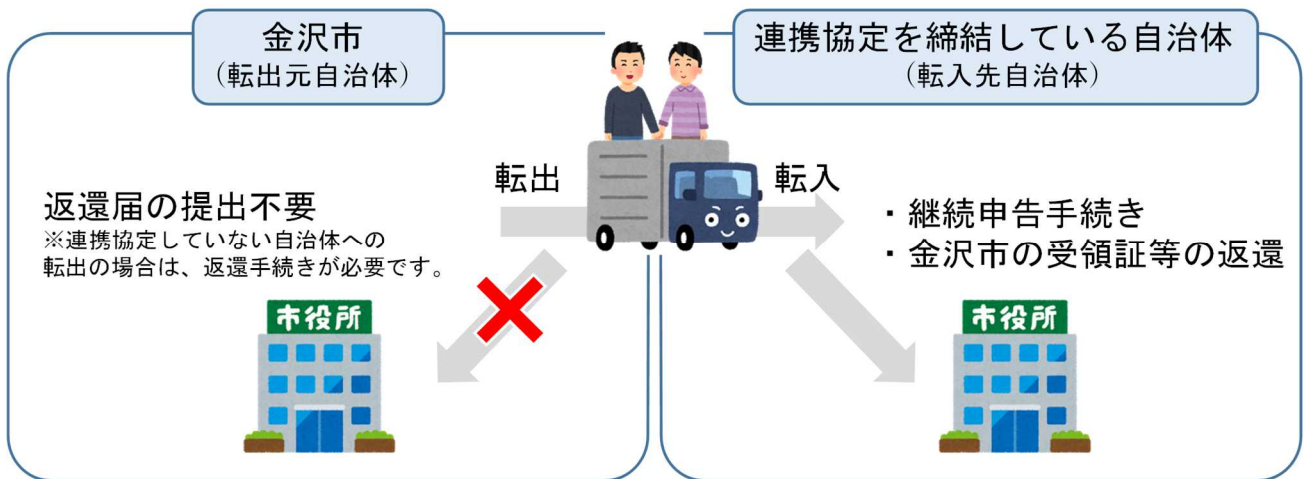 金沢市
(転出元自治体)
返還届の提出不要
※連携協定していない自治体への
転出の場合は、返還手続きが必要です。
市役所
転出
転入
連携協定を締結している自治体
(転入先自治体)
・継続申告手続き
・金沢市の受領証等の返還
市役所